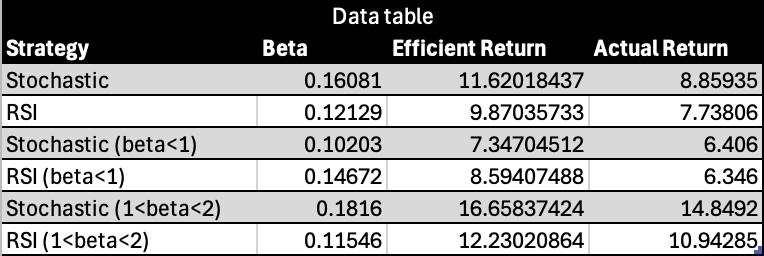 Data table
Strategy Beta Efficient Return Actual Return
Stochastic 0.16081 11.62018437 8.85935
RSI 0.12129 9.87035733 7.73806
Stochastic (beta<1) 0.10203 7.34704512 6.406
RSI (beta<1) 0.14672 8.59407488 6.346
Stochastic (1<beta<2) 0.1816 16.65837424 14.8492
RSI (1<beta<2) 0.11546 12.23020864 10.94285